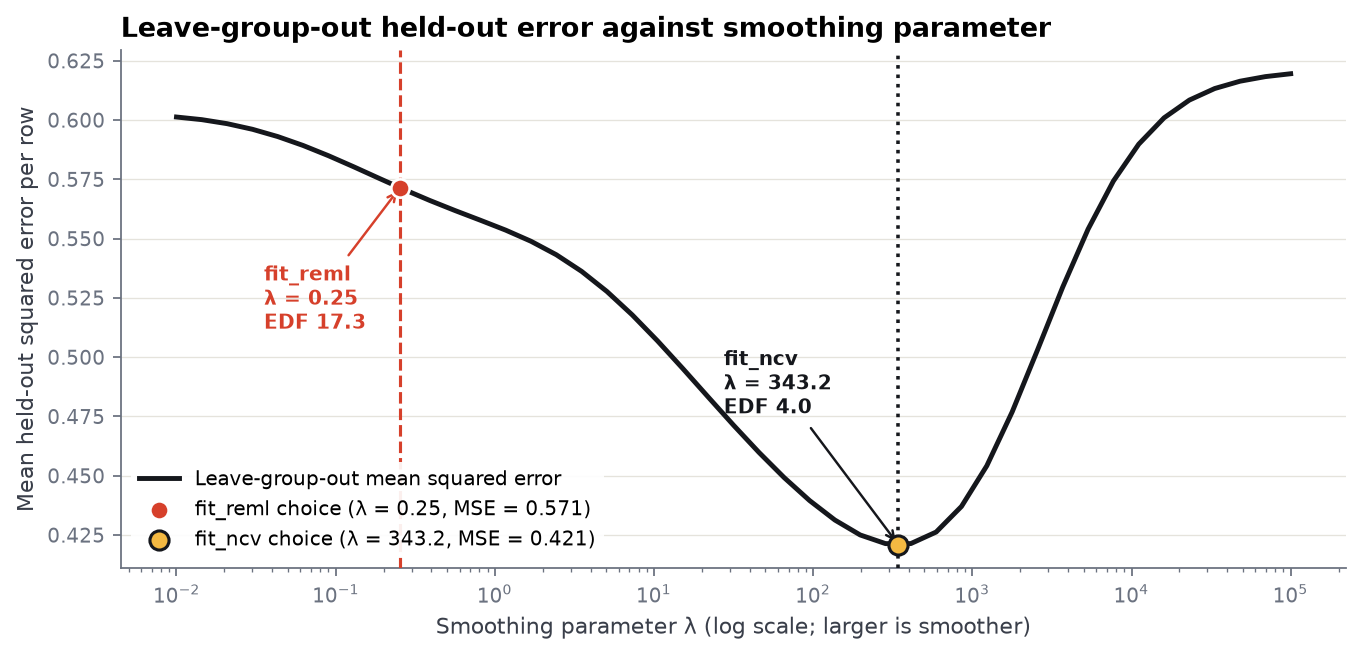 Leave-group-out held-out error against smoothing parameter
Mean held-out squared error per row
0.625
0.600
0.575
0.550
0.525
0.500
0.475
0.450
0.425
fit_reml
λ = 0.25
EDF 17.3
fit_ncv
λ = 343.2
EDF 4.0
Leave-group-out mean squared error
fit_reml choice (λ = 0.25, MSE = 0.571)
fit_ncv choice (λ = 343.2, MSE = 0.421)
10⁻² 10⁻¹ 10⁰ 10¹ 10² 10³ 10⁴ 10⁵
Smoothing parameter λ (log scale; larger is smoother)